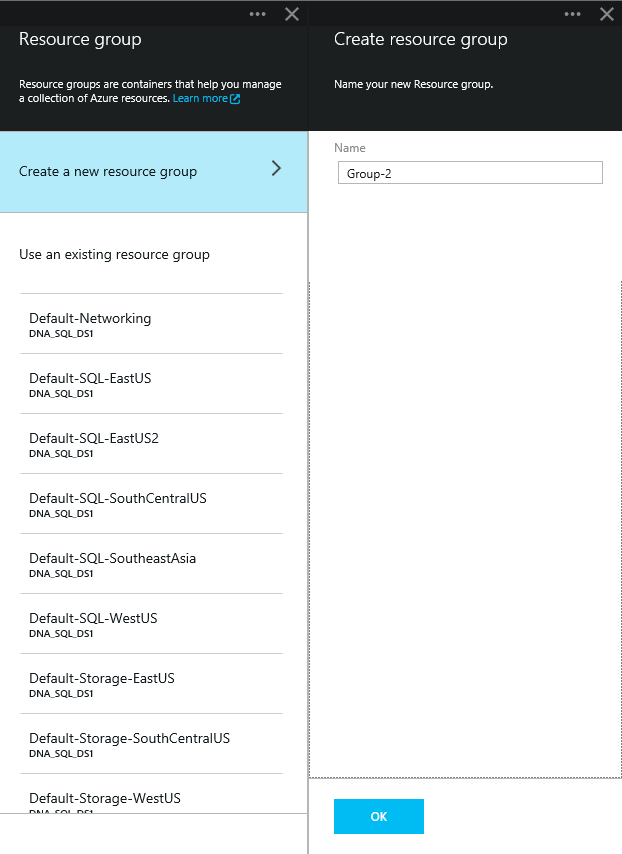 Resource group
Resource groups are containers that help you manage
a collection of Azure resources. Learn more
Create a new resource group
Use an existing resource group
Default-Networking
DNA_SQL_DS1
Default-SQL-EastUS
DNA_SQL_DS1
Default-SQL-EastUS2
DNA_SQL_DS1
Default-SQL-SouthCentralUS
DNA_SQL_DS1
Default-SQL-SoutheastAsia
DNA_SQL_DS1
Default-SQL-WestUS
DNA_SQL_DS1
Default-Storage-EastUS
DNA_SQL_DS1
Default-Storage-SouthCentralUS
DNA_SQL_DS1
Default-Storage-WestUS
DNA_SQL_DS1
Create resource group
Name your new Resource group.
Name
Group-2
OK